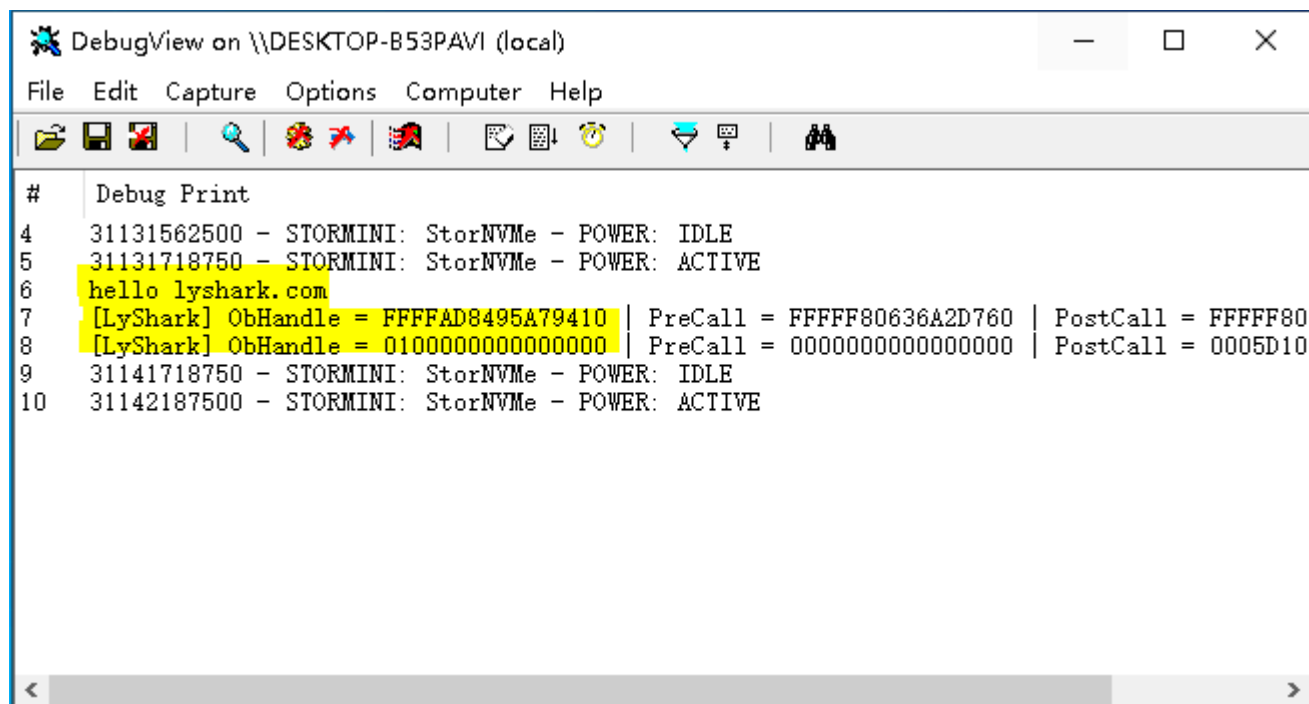 DebugView on \\DESKTOP-B53PAVI (local)
File Edit Capture Options Computer Help
# Debug Print
4 31131562500 - STORMINI: StorNVMe - POWER: IDLE
5 31131718750 - STORMINI: StorNVMe - POWER: ACTIVE
6 hello lyshark.com
7 [LyShark] ObHandle = FFFFAD8495A79410 | PreCall = FFFFF80636A2D760 | PostCall = FFFFF80
8 [LyShark] ObHandle = 0100000000000000 | PreCall = 0000000000000000 | PostCall = 0005D10
9 31141718750 - STORMINI: StorNVMe - POWER: IDLE
10 31142187500 - STORMINI: StorNVMe - POWER: ACTIVE